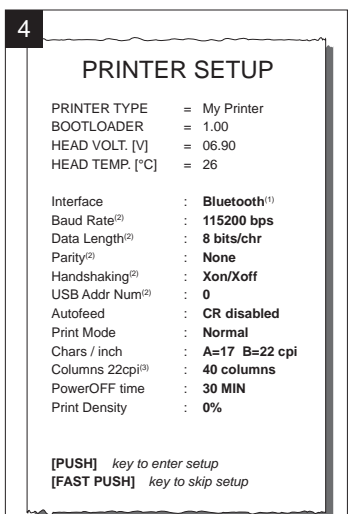 4
PRINTER SETUP
PRINTER TYPE = My Printer
BOOTLOADER = 1.00
HEAD VOLT. [V] = 06.90
HEAD TEMP. [°C] = 26
Interface : Bluetooth(1)
Baud Rate(2) : 115200 bps
Data Length(2) : 8 bits/chr
Parity(2) : None
Handshaking(2) : Xon/Xoff
USB Addr Num(2) : 0
Autofeed : CR disabled
Print Mode : Normal
Chars / inch : A=17 B=22 cpi
Columns 22cpi(3) : 40 columns
PowerOFF time : 30 MIN
Print Density : 0%
[PUSH] key to enter setup
[FAST PUSH] key to skip setup